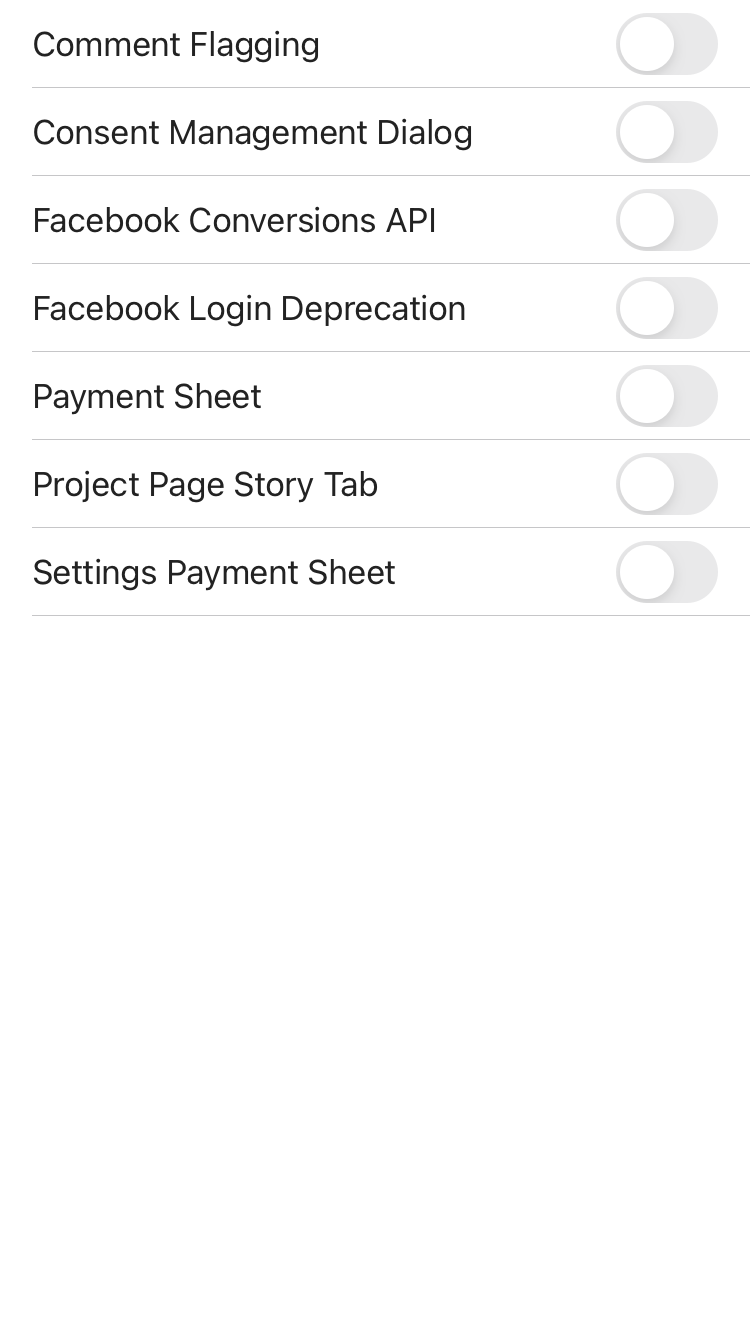 Comment Flagging
Consent Management Dialog
Facebook Conversions API
Facebook Login Deprecation
Payment Sheet
Project Page Story Tab
Settings Payment Sheet